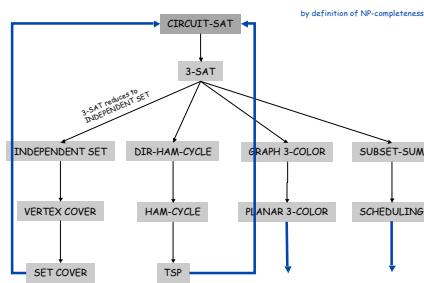 by definition of NP-completeness
CIRCUIT-SAT
3-SAT
3-SAT reduces to
INDEPENDENT SET
INDEPENDENT SET
DIR-HAM-CYCLE
GRAPH 3-COLOR
SUBSET-SUM
VERTEX COVER
HAM-CYCLE
PLANAR 3-COLOR
SCHEDULING
SET COVER
TSP